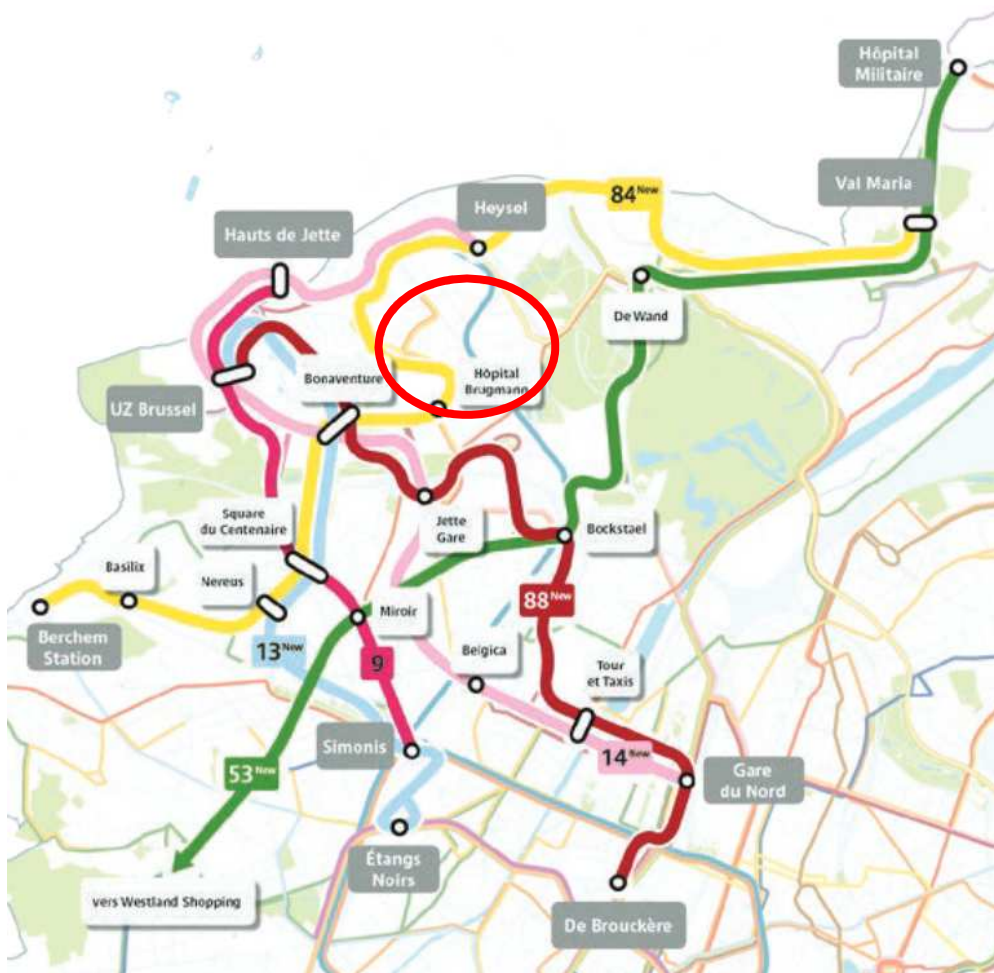 Hôpital
Militaire
Val Maria
84 New
Heysel
Hauts de Jette
De Wand
Hôpital
Brugmann
Bonaventure
UZ Brussel
Square
du Centenaire
Jette
Gare
Bockstael
Basilix
Nereus
88 New
Miroir
Berchem
Station
13 New
9
Belgica
Tour
et Taxis
Simonis
14 New
53 New
Gare
du Nord
Étangs
Noirs
vers Westland Shopping
De Brouckère